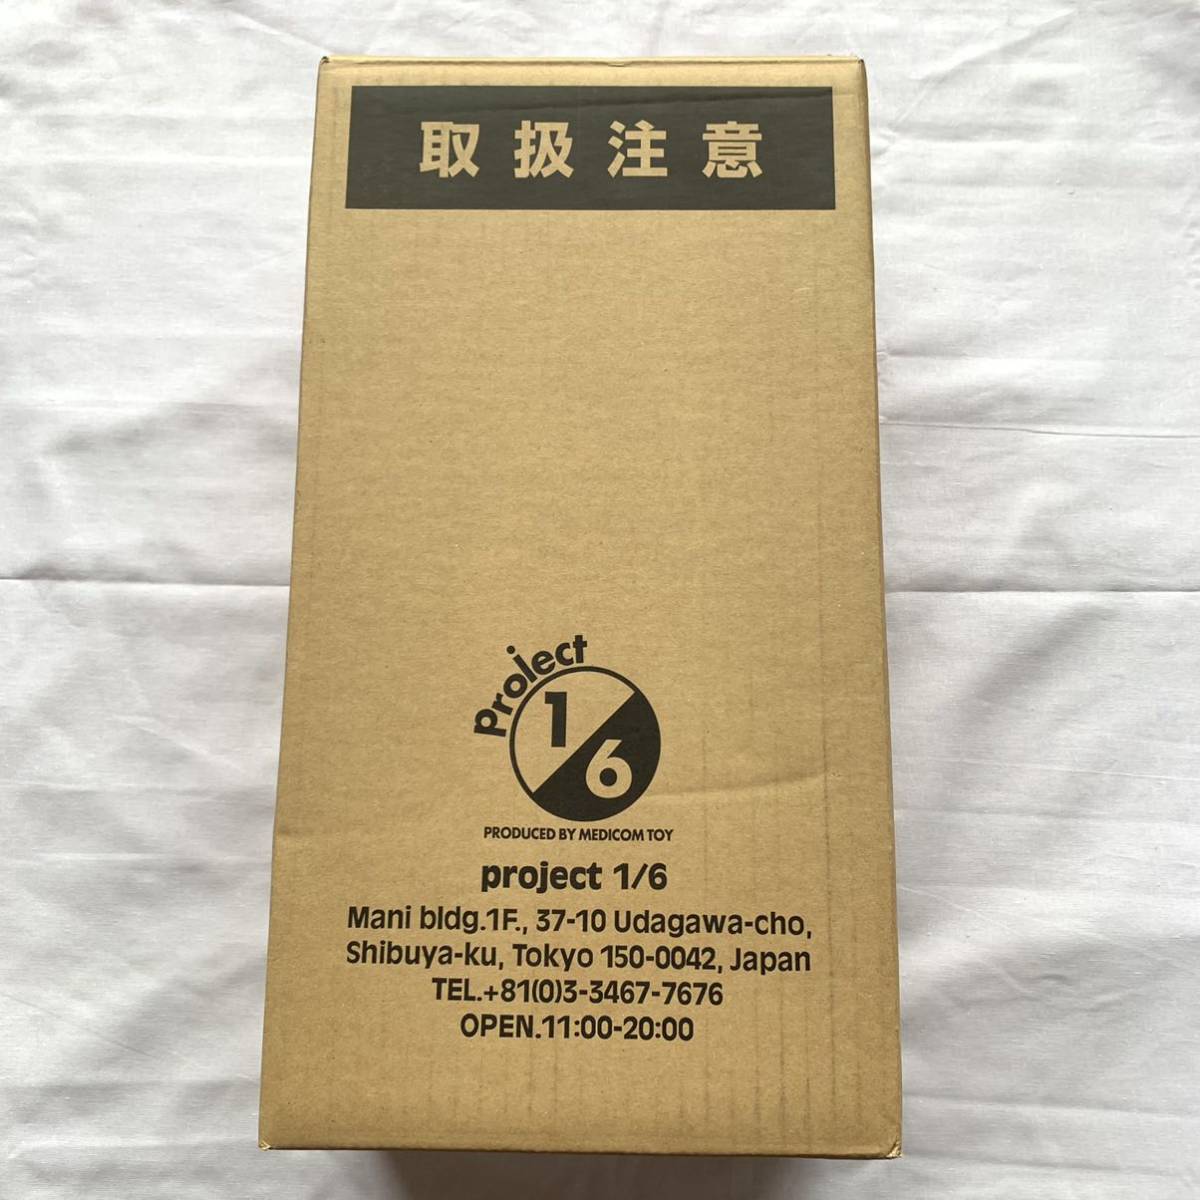 取扱注意
Project
1/6
PRODUCED BY MEDICOM TOY
project 1/6
Mani bldg.1F., 37-10 Udagawa-cho,
Shibuya-ku, Tokyo 150-0042, Japan
TEL.+81(0)3-3467-7676
OPEN.11:00-20:00